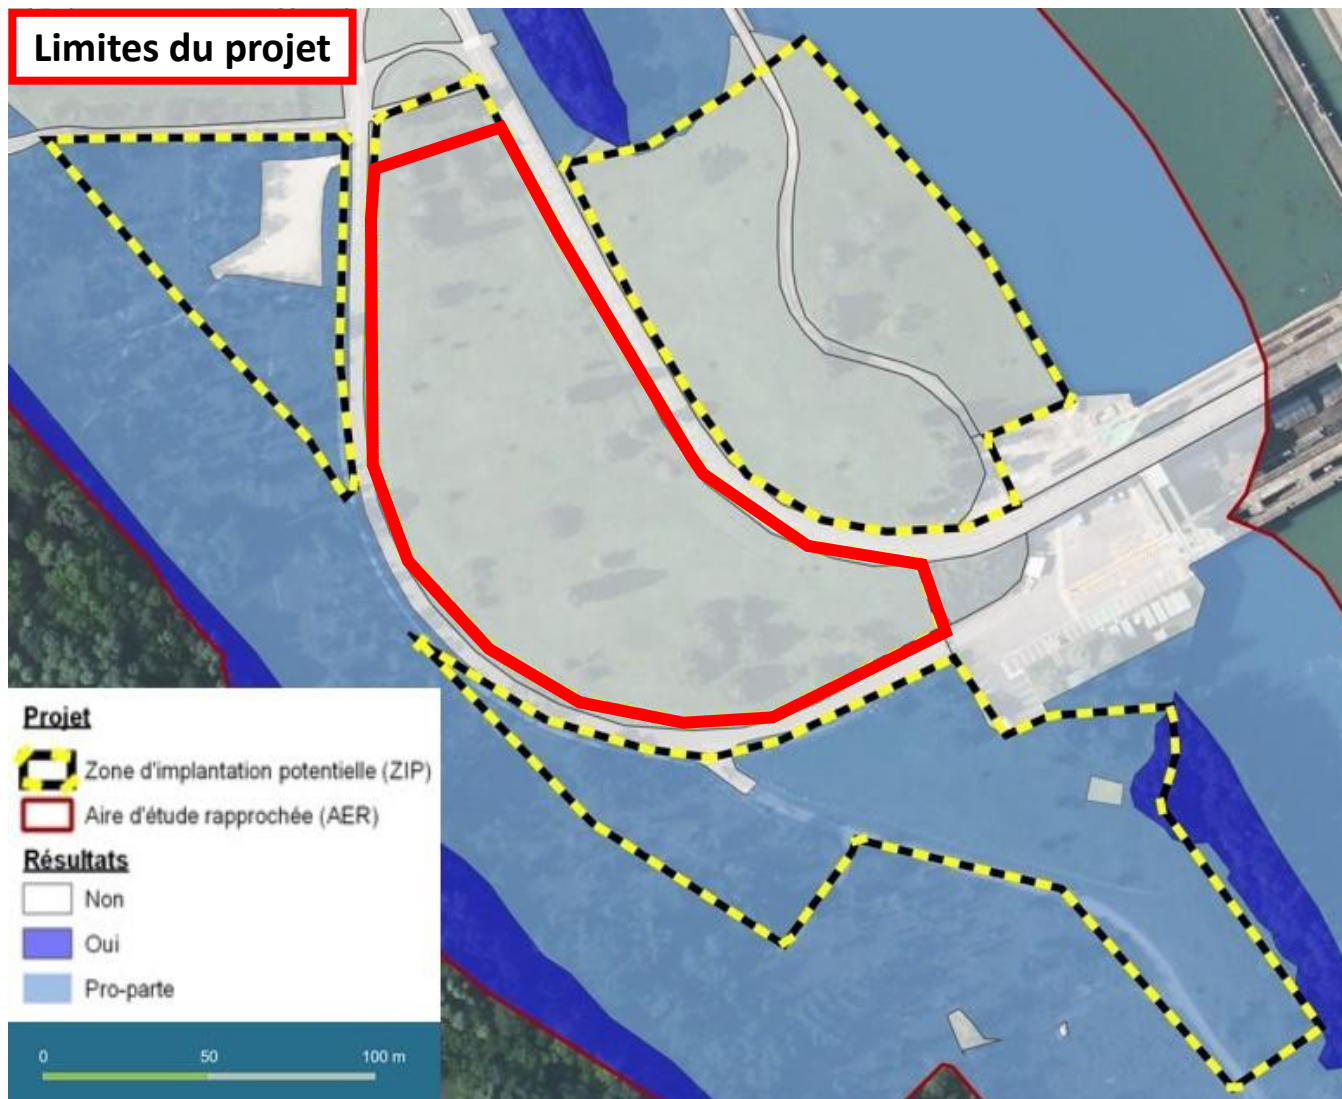 Limites du projet
Projet
Zone d'implantation potentielle (ZIP)
Aire d'étude rapprochée (AER)
Résultats
Non
Oui
Pro-parte
0 50 100 m